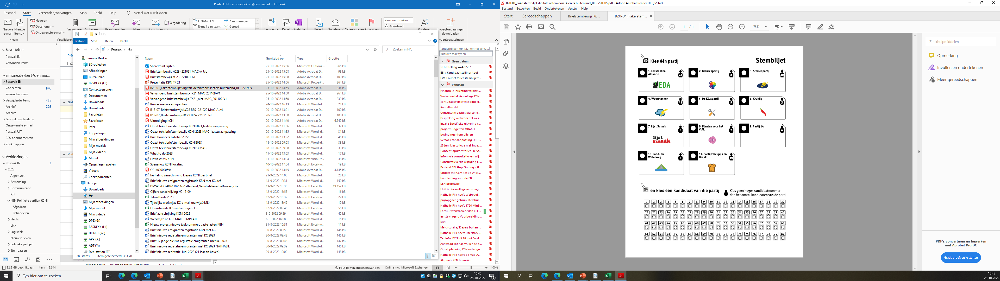 Postvak IN - simone.dekker@denhaag.nl - Outlook
Bestand Start Verzenden/ontvangen Map Beeld Help Vertel wat u wilt doen
Nieuwe e-mail
Nieuwe items
Nieuw
Negeren
Opschonen
Ongewenste e-mail
Verwijderen Archiveren
Beantwoorden Allen Doorsturen
Vergadering
FINANCIEN
E-mail aan team
Aan manager
Gereed
Verplaatsen Regels OneNote
Beleid Ongelezen/ Categoriseren Opvolgen
Personen zoeken
Adresboek
Voorlezen
Invoegtoepassingen downloaden
Favorieten
Postvak IN
Verzonden items
simone.dekker@denhaa...
Postvak IN
Concepten [47]
Verzonden items
Verwijderde items 435
Archief 202
Archive
Gesprekgeschiedenis
Ongewenste e-mail
Postvak UIT
RSS-abonnementen
Zoekmappen
Verkiezingen
Postvak IN 3
2023
Algemeen
Bemensing
Communicatie
ICT
KBN Politieke partijen KCNI
Afgedaan
Behandelen
klacht
Link
Logistiek
Nieuwsbrieven
politieke partijen
Stempassen
92,2 GB beschikbaar Items: 12.544
H:\
Bestand Start Delen Beeld
Deze pc > H:\
Zoeken in H:\
Simone Dekker
3D-objecten
Afbeeldingen
Bureaublad
BZSDEKK (H:)
Contactpersonen
Documenten
Downloads
Downloads
Favorieten
Favorieten
Intel
Koppelingen
Mijn afbeeldingen
Mijn muziek
Mijn video's
Muziek
Opgeslagen spellen
Video's
Zoekopdrachten
Deze pc
Downloads
H:\
Mijn afbeeldingen
Mijn muziek
Mijn video's
DPZ (G:)
BZSDEKK (H:)
DIENST (W:)
APP (X:)
ADT (Y:)
Dvd-station (Z:)
Naam Gewijzigd op Type Grootte
SharePoint-lijsten 25-10-2022 15:36 Microsoft Outlook... 265 kB
Briefstembewijs KC23- 221021 MAC-A JvL 25-10-2022 15:08 Adobe Acrobat D... 98 kB
Briefstembewijs KC23- 221021 JvL 25-10-2022 15:08 Adobe Acrobat D... 100 kB
Presentatie KBN TK 21 25-10-2022 14:56 Microsoft PowerP... 864 kB
B20-01_Fake stembiljet digitale oefenvoorz. kiezers buitenland_BL - 220905 25-10-2022 14:55 Adobe Acrobat D... 334 kB
Vervangend briefstembewijs-TK21_MAC_201109-V1 25-10-2022 14:50 Adobe Acrobat D... 264 kB
Vervangend briefstembewijs-TK21_niet-MAC_201109-V1 25-10-2022 14:50 Adobe Acrobat D... 239 kB
Proces nieuwe emigranten 24-10-2022 16:13 Microsoft Word-d... 24 kB
B13-07_Briefstembewijs KC23 BES- 221020 MAC-A JvL 20-10-2022 13:01 Adobe Acrobat D... 100 kB
B13-07_Briefstembewijs KC23 BES- 221020 JvL 20-10-2022 13:00 Adobe Acrobat D... 100 kB
Uitnodiging KCNI 20-10-2022 11:40 Adobe Acrobat D... 6.549 kB
Opzet tekst briefstembewijs KCNI2023_laatste aanpassing 20-10-2022 11:36 Microsoft Word-d... 32 kB
Opzet teks briefstembewijs KCNI 2023 MAC_laatste aanpassing 20-10-2022 11:35 Microsoft Word-d... 31 kB
Brief bouncers oktober 2022 18-10-2022 13:22 Microsoft Word-d... 45 kB
Opzet tekst briefstembewijs KCNI2023 18-10-2022 09:08 Microsoft Word-d... 33 kB
Opzet tekst briefstembewijs KCNI23 MAC 18-10-2022 09:08 Microsoft Word-d... 33 kB
What to do 2023 11-10-2022 13:53 Microsoft Word-d... 17 kB
Flows WIMS KBN 11-10-2022 13:04 Microsoft Visio Dr... 38 kB
Scenario;s KCNI locaties 10-10-2022 17:04 Microsoft Excel-w... 19 kB
OF14000000694 10-10-2022 13:45 Adobe Acrobat D... 3.145 kB
herhaling aanschrijving kiezers KCNI per brief 21-9-2022 14:00 Microsoft Word-d... 28 kB
Brief nieuwe emigranten registratie KBN met KC def 13-9-2022 12:31 Microsoft Word-d... 150 kB
DMSPLATO-#46110714-v1-Bestand_VariabeleSelectieDossier_xlsx 13-9-2022 10:36 Microsoft Excel 97... 19.452 kB
Cijfers aanschrijving KC 12-09 12-9-2022 16:55 Microsoft Word-d... 16 kB
Telmethode 2023 12-9-2022 16:39 Microsoft Excel-w... 29 kB
Tijdelijke werkwijze KC e-mail (na wijz XML) 12-9-2022 13:45 Microsoft Word-d... 19 kB
Openstaande IO's verkiezingen 30-8 12-9-2022 09:45 Microsoft Excel-w... 55 kB
Brief aanschrijving KCNI 2023 8-9-2022 09:29 Microsoft Word-d... 45 kB
Werkwijze na KC EMAIL TEMPLATE 6-9-2022 16:08 Microsoft Word-d... 15 kB
Nieuw project nieuwe taaknummers vaste lasten KBN 31-8-2022 15:31 Microsoft Excel-w... 11 kB
Brief nieuwe emigranten registratie KBN met KC 30-8-2022 09:58 Microsoft Word-d... 146 kB
Brief nieuwe registatie emigranten met KC 2023 30-8-2022 09:43 Microsoft Word-d... 146 kB
Brief 17 jarige nieuwe registatie emigranten met KC 2023 30-8-2022 09:43 Microsoft Word-d... 147 kB
Brief nieuwe registatie emigranten met KC 2023 NATHALIE 30-8-2022 09:39 Microsoft Word-d... 146 kB
Brief nieuwe registatie juni 2022 (21 jaar en boven) 29-8-2022 10:00 Microsoft Word-d... 148 kB
380 items 1 item geselecteerd 333 kB
Rangschikken op: Markering: verva...
Nieuwe taak typen
Geen datum
Je bestelling — 479507
EBI / Kandidaatstellings tool
FW: Foutief tarief stembiljett...
Vandaag
Financiële inrichting verkiezi...
Wetsvoorstel kiescollege KBN
consultatieversie wijziging Ki...
Aantallen def
Consultatie besluit kiescolle...
Bespreking wetsvoorstel kies...
inzake Specifieke uitkering v...
projectbudgetten ORACLE
bevindingenformulieren
Verzoek tot aanpassing URL'...
28 juni kiescollege niet-ingez...
Concept opdrachtbrief EBI St...
Informele consultatie van wij...
Consultatieversie wijziging Ki...
Bestand EBI Stop Finning - St...
uitgezocht n.a.v. sessie Wijzi...
handleiding voor de EBI
KBN prototype
EF-937: Kiescollege aanvraag ...
Nathalie Pilk heeft Webpagin...
prijsopgave gebruik stembur...
Nathalie Pilk heeft 1790 MinB...
Factuur werkzaamheden EBI ...
eerste vragen, Voorbereiding...
KBN
Meicirculaire/ Kiezers buiten ...
Nathalie Pilk heeft Userstory ...
Ter info: KCNI di 28 juni Eerst...
Aanvraag voor aanvullende g...
Opzet planning KBN redesign
Nathalie Pilk heeft de map A...
Afspraak KBN financiën
Fout bij verzenden/ontvangen Online met: Microsoft Exchange 100%
Typ hier om te zoeken
15:45
25-10-2022
B20-01_Fake stembiljet digitale oefenvoorz. kiezers buitenland_BL - 220905.pdf - Adobe Acrobat Reader DC (32-bit)
Bestand Bewerken Beeld Ondertekenen Venster Help
Start Gereedschappen Briefstembewijs KC... B20-01_Fake stem... ×
1 / 1 75%
Kies één partij
Stembiljet
1. Eerste Dier-Alliantie 28
EDA
2. Kleurenpartij 8
3. Sterrenpartij 30
4. Weermannen 45
5. De Kluspartij 9
6. Kruidig 3
7. Lijst Smaak 5
lijst smaak
8. Planten voor het Volk 7
9. Partij 14 6
10. Land- en Waterweg 4
11. Partij van Spijs en Drank 10
en kies één kandidaat van die partij
Kies geen hoger kandidaatnummer
dan het aantal kandidaten van de partij
1 2 3 4 5 6 7 8 9 10 11 12 13 14 15 16 17 18 19 20
21 22 23 24 25 26 27 28 29 30 31 32 33 34 35 36 37 38 39 40
41 42 43 44 45 46 47 48 49 50 51 52 53 54 55 56 57 58 59 60
61 62 63 64 65 66 67 68 69 70 71 72 73 74 75 76 77 78 79 80
Zoekhulpmiddelen
Opmerking
Invullen en ondertekenen
Meer gereedschappen
PDF's converteren en bewerken
met Acrobat Pro DC
Gratis proefversie starten
15:45
25-10-2022